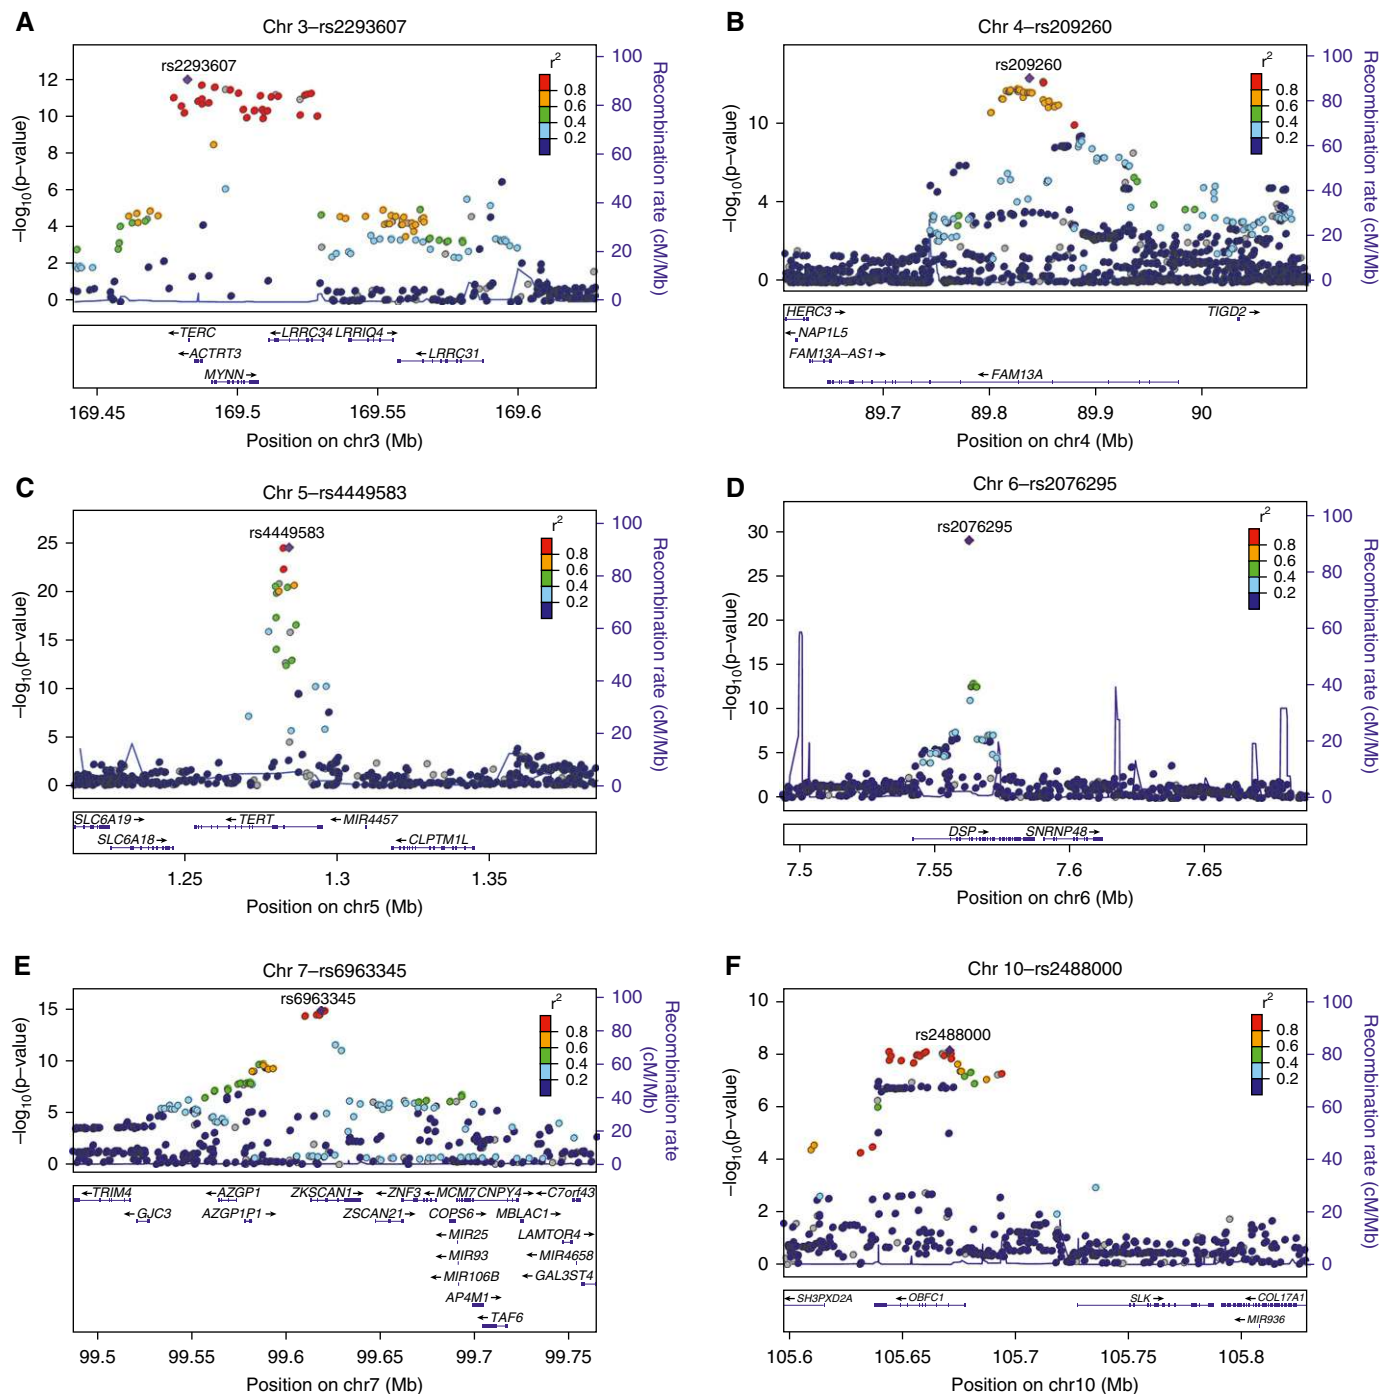 A
Chr 3–rs2293607
rs2293607
r²
0.8
0.6
0.4
0.2
12
10
8
6
4
2
0
–log₁₀(p–value)
100
80
60
40
20
0
Recombination rate (cM/Mb)
←TERC
←LRRC34 LRRIQ4→
←ACTRT3
←LRRC31
MYNN→
169.45 169.5 169.55 169.6
Position on chr3 (Mb)
B
Chr 4–rs209260
rs209260
r²
0.8
0.6
0.4
0.2
10
4
0
–log₁₀(p–value)
100
80
60
40
20
0
Recombination rate (cM/Mb)
HERC3→ TIGD2→
←NAP1L5
FAM13A–AS1→
←FAM13A
89.7 89.8 89.9 90
Position on chr4 (Mb)
C
Chr 5–rs4449583
rs4449583
r²
0.8
0.6
0.4
0.2
25
20
15
10
5
0
–log₁₀(p–value)
100
80
60
40
20
0
Recombination rate (cM/Mb)
SLC6A19→ ←TERT ←MIR4457
SLC6A18→ ←CLPTM1L
1.25 1.3 1.35
Position on chr5 (Mb)
D
Chr 6–rs2076295
rs2076295
r²
0.8
0.6
0.4
0.2
30
25
20
15
10
5
0
–log₁₀(p–value)
100
80
60
40
20
0
Recombination rate (cM/Mb)
DSP→ SNRNP48→
7.5 7.55 7.6 7.65
Position on chr6 (Mb)
E
Chr 7–rs6963345
rs6963345
r²
0.8
0.6
0.4
0.2
15
10
5
0
–log₁₀(p–value)
100
80
60
40
20
0
Recombination rate
(cM/Mb)
←TRIM4 ←AZGP1 ZKSCAN1→ ←ZNF3 ←MCM7 CNPY4→ ←C7orf43
←GJC3 AZGP1P1→ ZSCAN21→ COPS6→ MBLAC1→
←MIR25 LAMTOR4→
←MIR93 ←MIR4658
←MIR106B ←GAL3ST4
AP4M1→
←TAF6
99.5 99.55 99.6 99.65 99.7 99.75
Position on chr7 (Mb)
F
Chr 10–rs2488000
rs2488000
r²
0.8
0.6
0.4
0.2
10
8
6
4
2
0
–log₁₀(p–value)
100
80
60
40
20
0
Recombination rate (cM/Mb)
←SH3PXD2A ←OBFC1 SLK→ ←COL17A1
←MIR936
105.6 105.65 105.7 105.75 105.8
Position on chr10 (Mb)